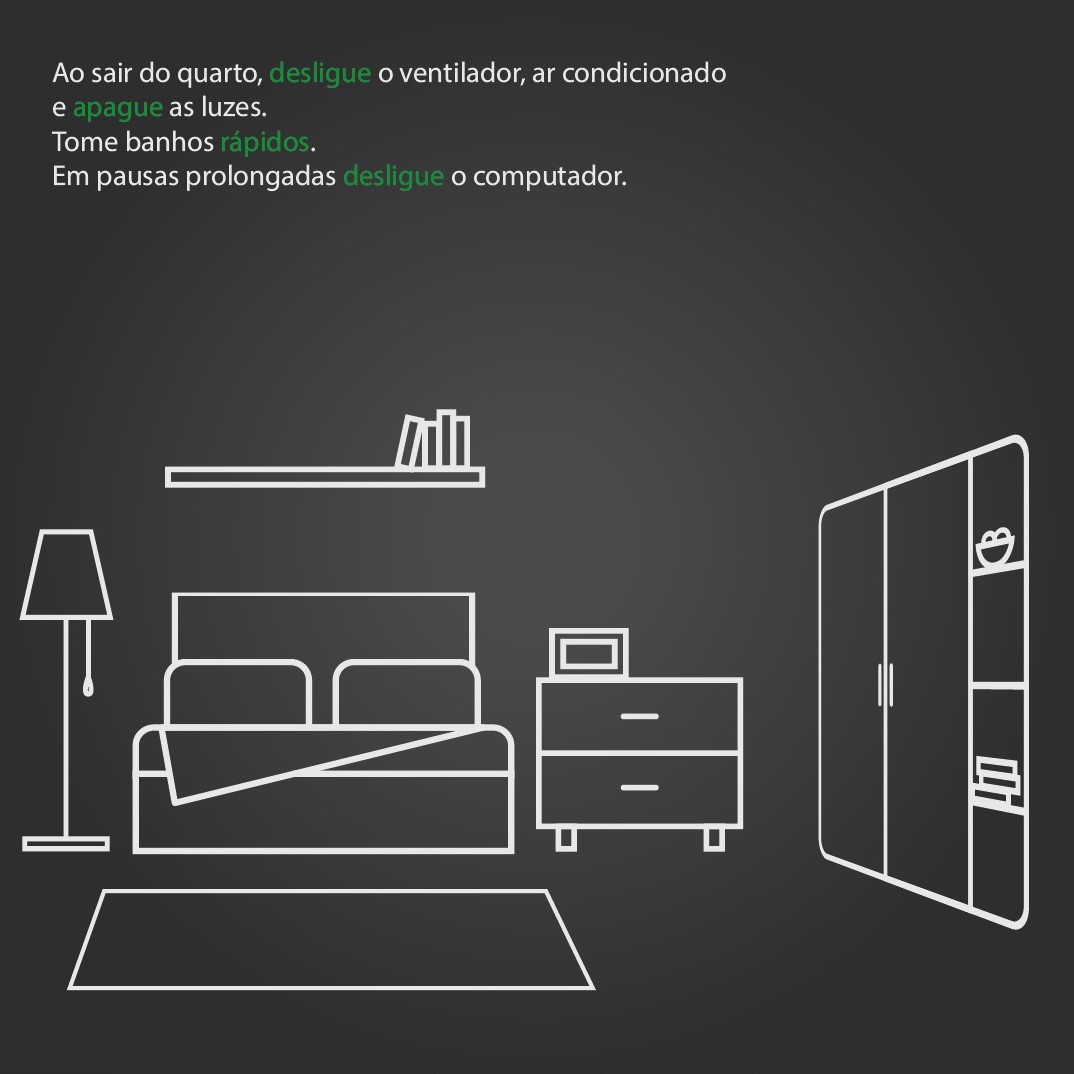 Ao sair do quarto, desligue o ventilador, ar condicionado
e apague as luzes.
Tome banhos rápidos.
Em pausas prolongadas desligue o computador.